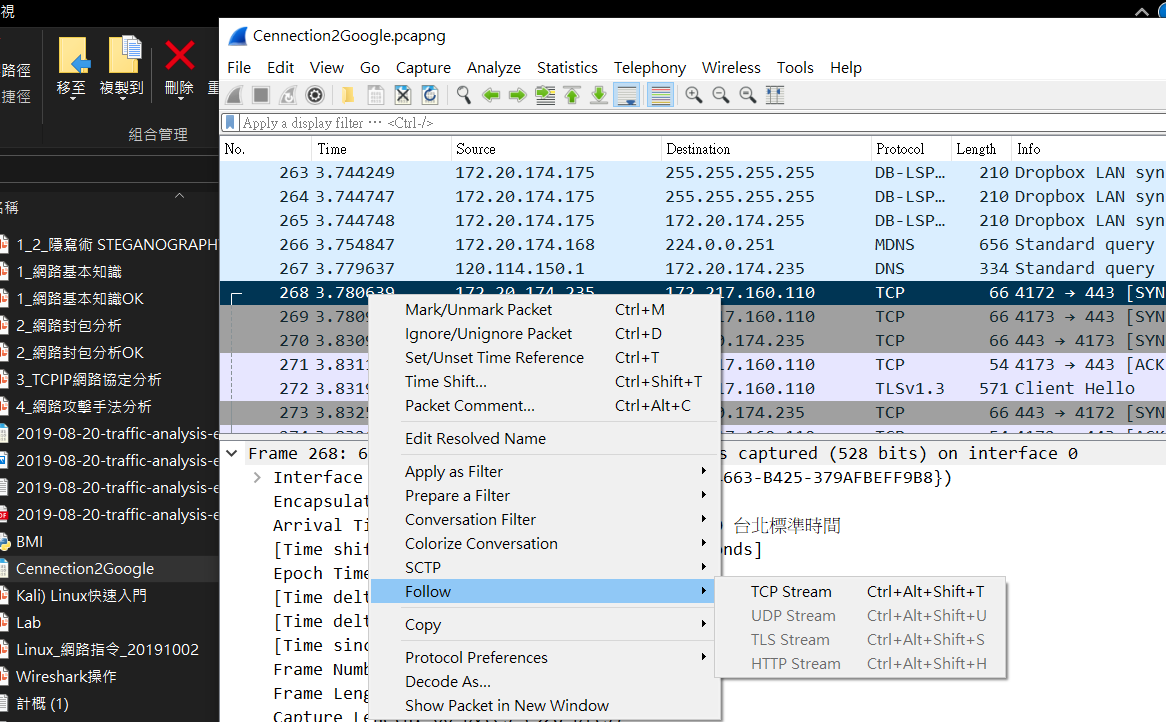 視
路徑
捷徑
移至
複製到
刪除
組合管理
名稱
1_2_隱寫術 STEGANOGRAPH
1_網路基本知識
1_網路基本知識OK
2_網路封包分析
2_網路封包分析OK
3_TCPIP網路協定分析
4_網路攻擊手法分析
2019-08-20-traffic-analysis-e
2019-08-20-traffic-analysis-e
2019-08-20-traffic-analysis-e
2019-08-20-traffic-analysis-e
BMI
Cennection2Google
Kali) Linux快速入門
Lab
Linux_網路指令_20191002
Wireshark操作
計概 (1)
Cennection2Google.pcapng
File Edit View Go Capture Analyze Statistics Telephony Wireless Tools Help
Apply a display filter ⋯ <Ctrl-/>
No. Time Source Destination Protocol Length Info
263 3.744249 172.20.174.175 255.255.255.255 DB-LSP… 210 Dropbox LAN syn
264 3.744747 172.20.174.175 255.255.255.255 DB-LSP… 210 Dropbox LAN syn
265 3.744748 172.20.174.175 172.20.174.255 DB-LSP… 210 Dropbox LAN syn
266 3.754847 172.20.174.168 224.0.0.251 MDNS 656 Standard query
267 3.779637 120.114.150.1 172.20.174.235 DNS 334 Standard query
268 3.780639 172.20.174.235 172.217.160.110 TCP 66 4172 → 443 [SYN
269 3.7809 17.160.110 TCP 66 4173 → 443 [SYN
270 3.8309 0.174.235 TCP 66 443 → 4173 [SYN
271 3.8311 17.160.110 TCP 54 4173 → 443 [ACK
272 3.8319 17.160.110 TLSv1.3 571 Client Hello
273 3.8325 0.174.235 TCP 66 443 → 4172 [SYN
Mark/Unmark Packet Ctrl+M
Ignore/Unignore Packet Ctrl+D
Set/Unset Time Reference Ctrl+T
Time Shift... Ctrl+Shift+T
Packet Comment... Ctrl+Alt+C
Edit Resolved Name
Apply as Filter
Prepare a Filter
Conversation Filter
Colorize Conversation
SCTP
Follow
Copy
Protocol Preferences
Decode As...
Show Packet in New Window
TCP Stream Ctrl+Alt+Shift+T
UDP Stream Ctrl+Alt+Shift+U
TLS Stream Ctrl+Alt+Shift+S
HTTP Stream Ctrl+Alt+Shift+H
Frame 268: 6 s captured (528 bits) on interface 0
Interface 4663-B425-379AFBEFF9B8})
Encapsulat
Arrival Ti 台北標準時間
[Time shif onds]
Epoch Time
[Time delt
[Time delt
[Time sinc
Frame Numb
Frame Leng